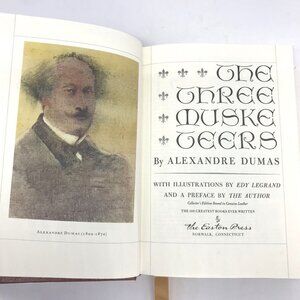 ALEXANDRE DUMAS (1802-1870)
THE
THREE
MUSKE
TEERS
By ALEXANDRE DUMAS
WITH ILLUSTRATIONS BY EDY LEGRAND
AND A PREFACE BY THE AUTHOR
Collector's Edition Bound in Genuine Leather
THE 100 GREATEST BOOKS EVER WRITTEN
The Easton Press
NORWALK, CONNECTICUT